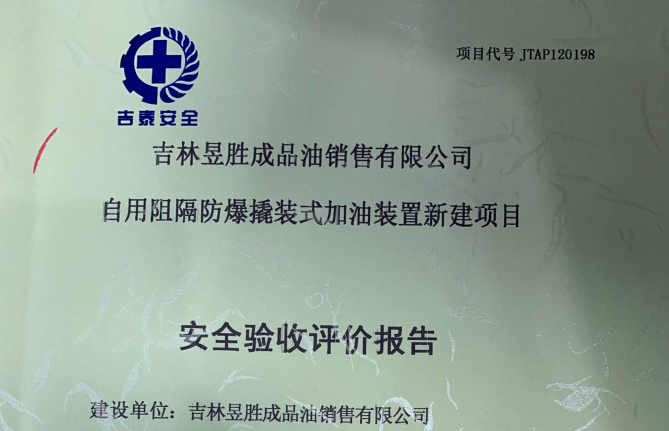 项目代号 JTAP120198
吉泰安全
吉林昱胜成品油销售有限公司
自用阻隔防爆撬装式加油装置新建项目
安全验收评价报告
建设单位：吉林昱胜成品油销售有限公司